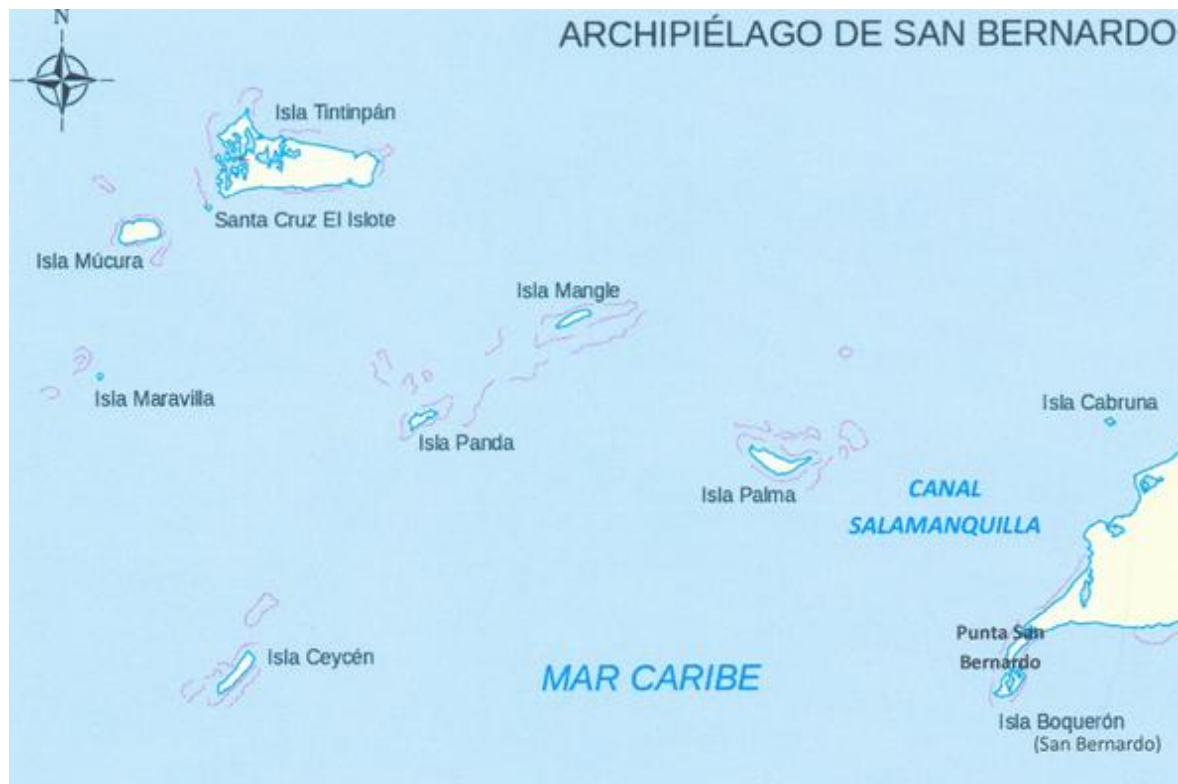 N
ARCHIPIÉLAGO DE SAN BERNARDO
Isla Tintinpán
Santa Cruz El Islote
Isla Múcura
Isla Mangle
Isla Maravilla
Isla Panda
Isla Cabruna
Isla Palma
CANAL
SALAMANQUILLA
Punta San
Bernardo
Isla Ceycén
MAR CARIBE
Isla Boquerón
(San Bernardo)